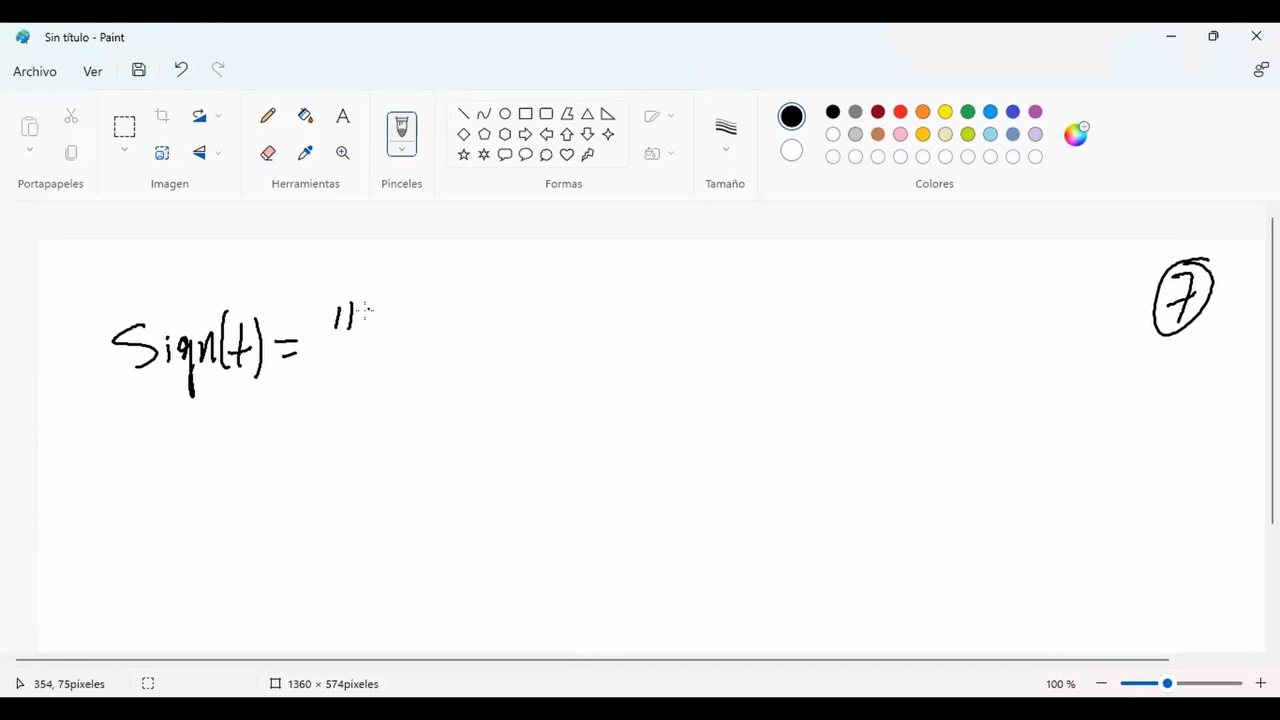 Sin título - Paint
Archivo Ver
Portapapeles Imagen Herramientas Pinceles Formas Tamaño Colores
7
Sign(t) = "
354, 75píxeles 1360 × 574píxeles 100 %